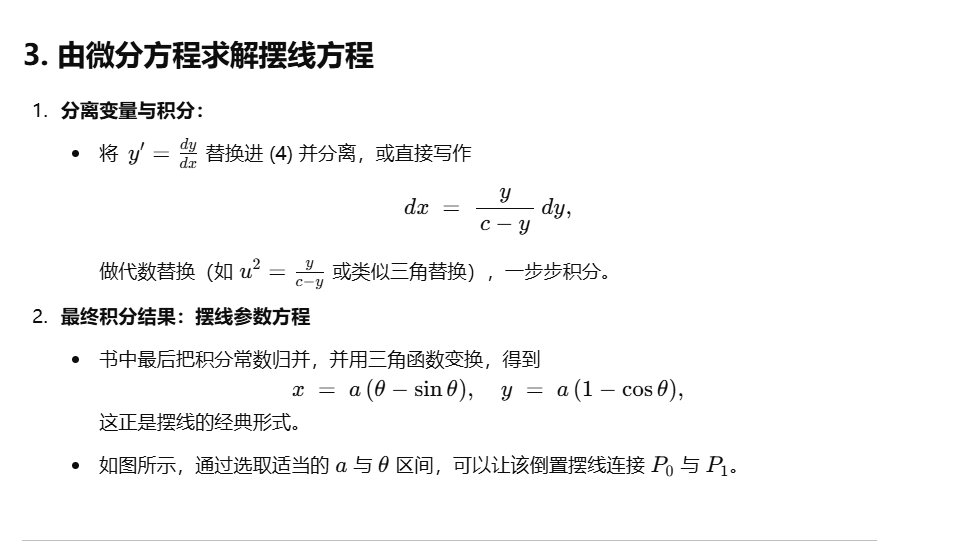 3. 由微分方程求解摆线方程
1. 分离变量与积分：
• 将 y′ = dy/dx 替换进 (4) 并分离，或直接写作
dx = y/(c − y) dy,
做代数替换（如 u² = y/(c−y) 或类似三角替换），一步步积分。
2. 最终积分结果：摆线参数方程
• 书中最后把积分常数归并，并用三角函数变换，得到
x = a (θ − sin θ), y = a (1 − cos θ),
这正是摆线的经典形式。
• 如图所示，通过选取适当的 a 与 θ 区间，可以让该倒置摆线连接 P₀ 与 P₁。